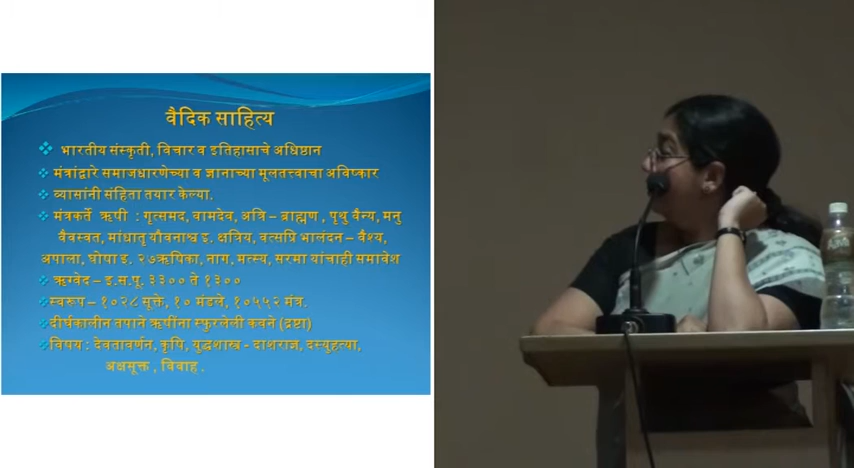 वैदिक साहित्य
भारतीय संस्कृती, विचार व इतिहासाचे अधिष्ठान
मंत्रांद्वारे समाजधारणेच्या व ज्ञानाच्या मूलतत्त्वाचा अविष्कार
व्यासांनी संहिता तयार केल्या.
मंत्रकर्ते ऋषी : गृत्समद, वामदेव, अत्रि – ब्राह्मण , पृथु वैन्य, मनु
वैवस्वत, मांधातृ यौवनाश्व इ. क्षत्रिय, वत्सप्रि भालंदन – वैश्य,
अपाला, घोषा इ. २७ऋषिका, नाग, मत्स्य, सरमा यांचाही समावेश
ऋग्वेद – इ.स.पू. ३३०० ते १३००
स्वरूप – १०२८ सूक्ते, १० मंडले, १०५५२ मंत्र.
दीर्घकालीन तपाने ऋषींना स्फुरलेली कवने (द्रष्टा)
विषय : देवतावर्णन, कृषि, युद्धशास्त्र - दाशराज्ञ, दस्युहत्या,
अक्षसूक्त , विवाह .